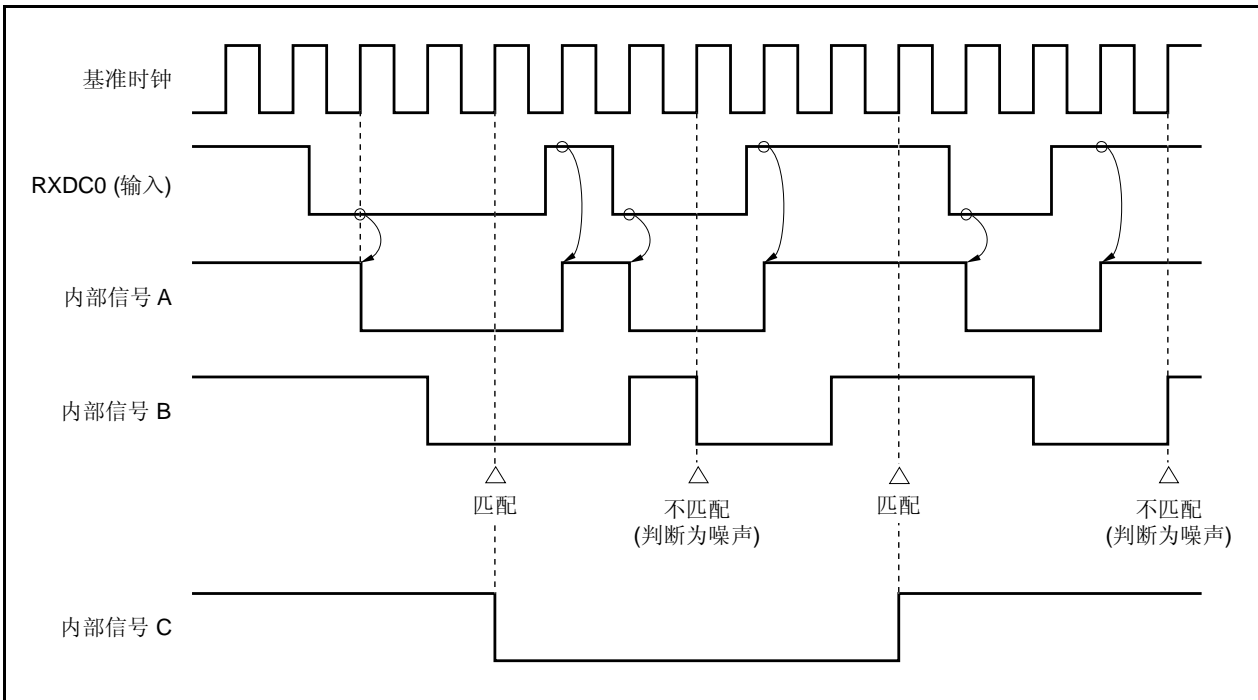 基准时钟
RXDC0 (输入)
内部信号 A
内部信号 B
匹配
不匹配
(判断为噪声)
匹配
不匹配
(判断为噪声)
内部信号 C